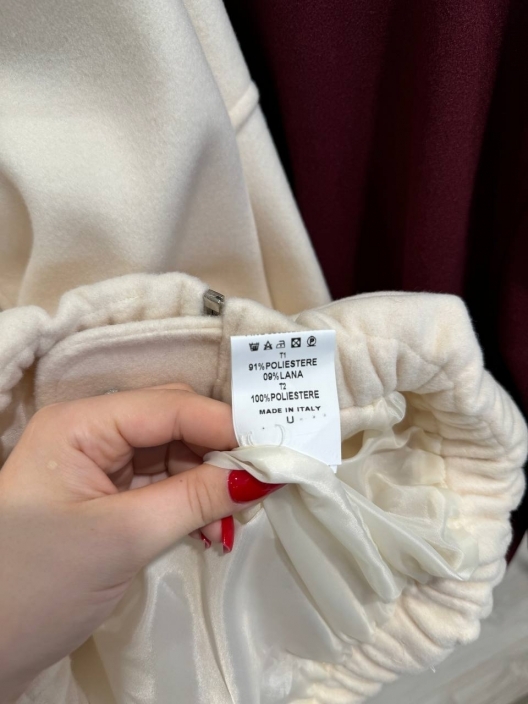 T1
91%POLIESTERE
09%LANA
T2
100%POLIESTERE
MADE IN ITALY
U